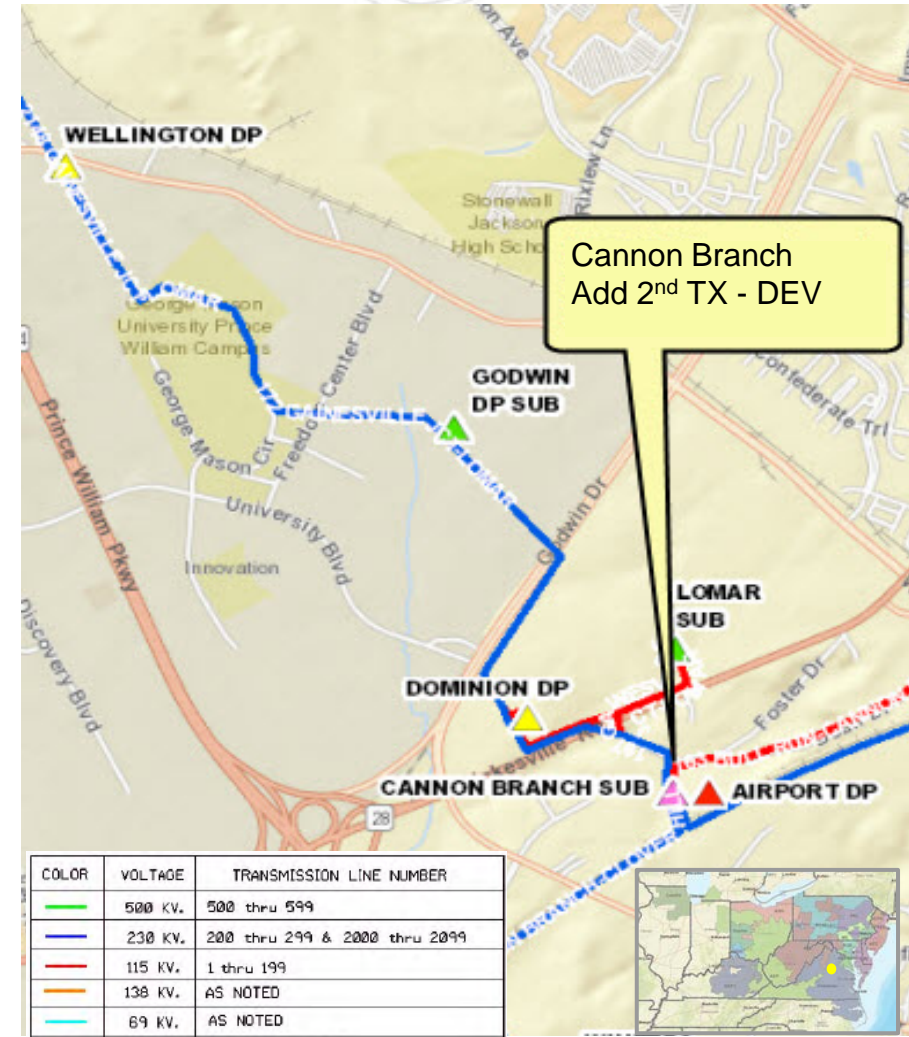 WELLINGTON DP
Rixlew Ln
Stonewall
Jackson
High Scho
Cannon Branch
Add 2nd TX - DEV
George Mason
University Prince
William Campus
Freedom Center Blvd
GODWIN
DP SUB
GAINESVILLE
LOMAR
Confederate Trl
George Mason Cir
Prince William Pkwy
University Blvd
Godwin Dr
Innovation
Discovery Blvd
LOMAR
SUB
DOMINION DP
Foster Dr
CANNON BRANCH SUB
AIRPORT DP
28
COLOR VOLTAGE TRANSMISSION LINE NUMBER
500 KV. 500 thru 599
230 KV. 200 thru 299 & 2000 thru 2099
115 KV. 1 thru 199
138 KV. AS NOTED
69 KV. AS NOTED